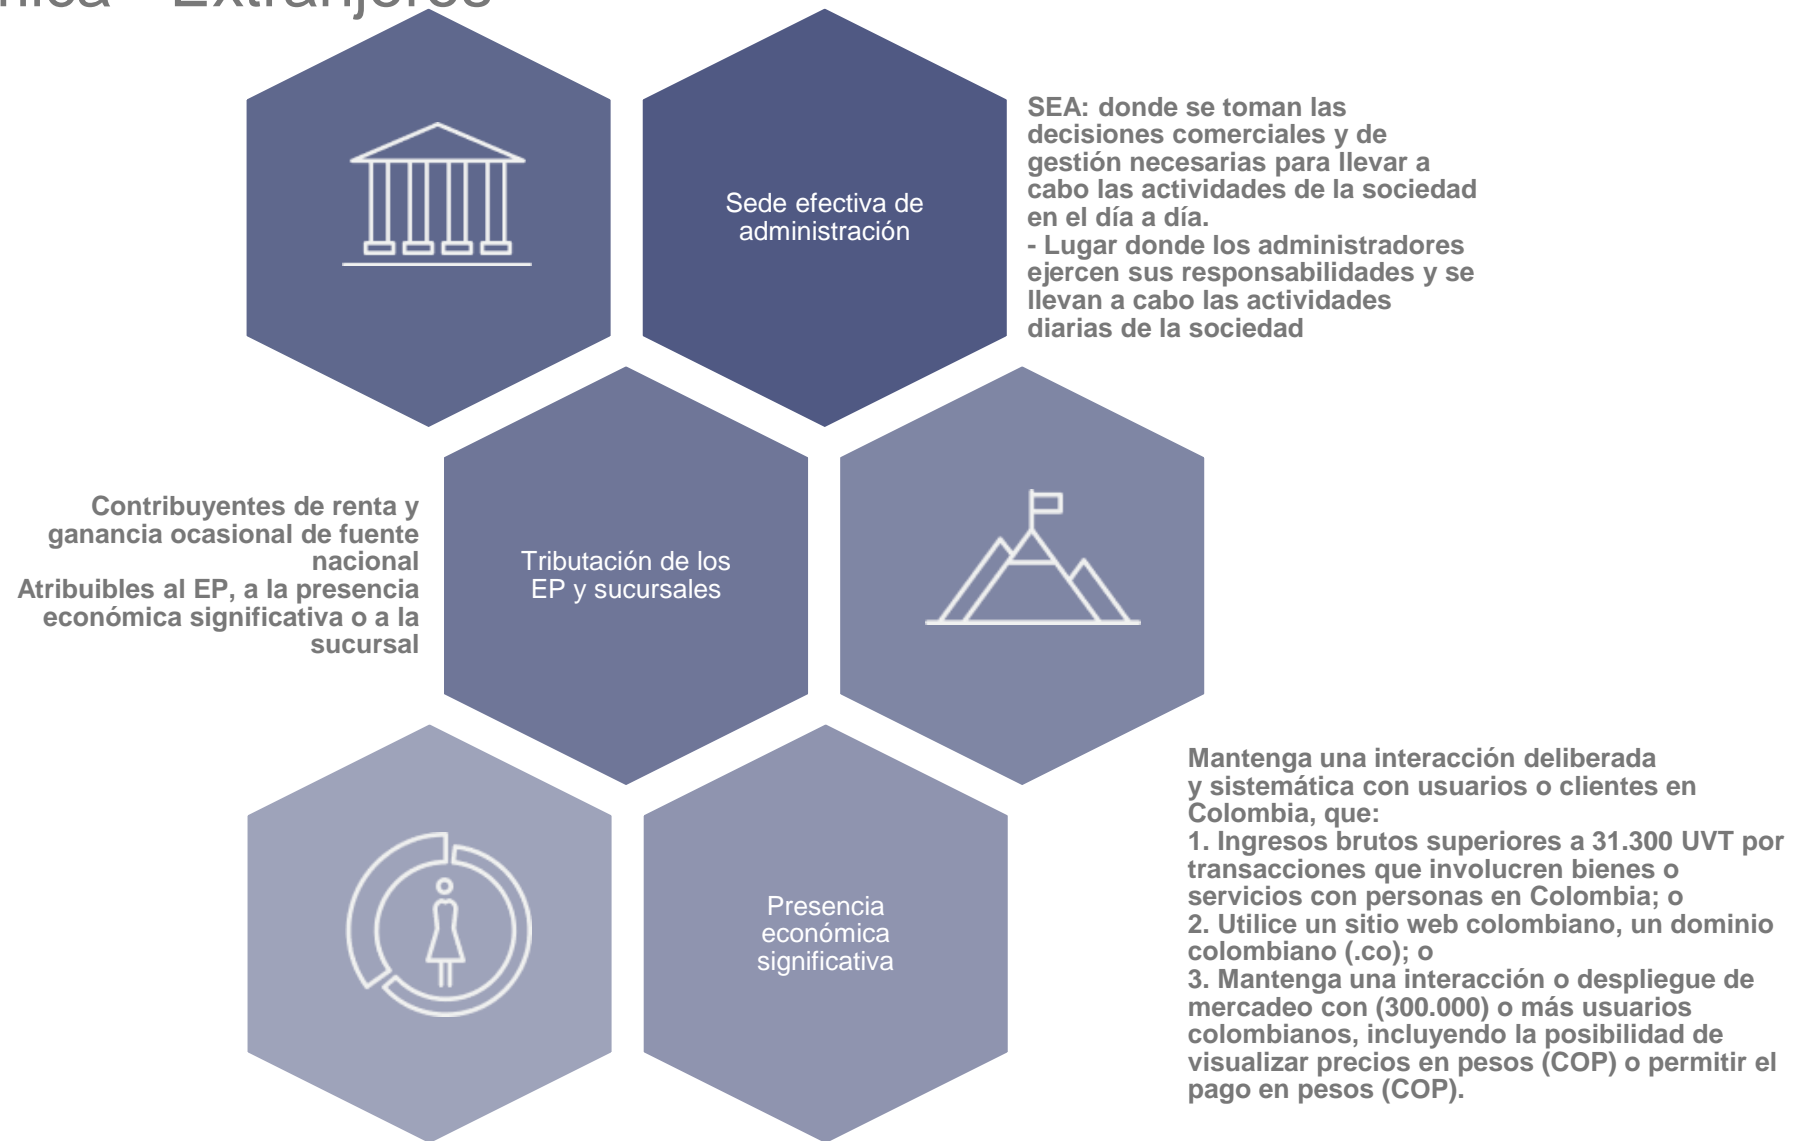 Extranjeros
Sede efectiva de
administración
SEA: donde se toman las
decisiones comerciales y de
gestión necesarias para llevar a
cabo las actividades de la sociedad
en el día a día.
- Lugar donde los administradores
ejercen sus responsabilidades y se
llevan a cabo las actividades
diarias de la sociedad
Contribuyentes de renta y
ganancia ocasional de fuente
nacional
Atribuibles al EP, a la presencia
económica significativa o a la
sucursal
Tributación de los
EP y sucursales
Presencia
económica
significativa
Mantenga una interacción deliberada
y sistemática con usuarios o clientes en
Colombia, que:
1. Ingresos brutos superiores a 31.300 UVT por
transacciones que involucren bienes o
servicios con personas en Colombia; o
2. Utilice un sitio web colombiano, un dominio
colombiano (.co); o
3. Mantenga una interacción o despliegue de
mercadeo con (300.000) o más usuarios
colombianos, incluyendo la posibilidad de
visualizar precios en pesos (COP) o permitir el
pago en pesos (COP).